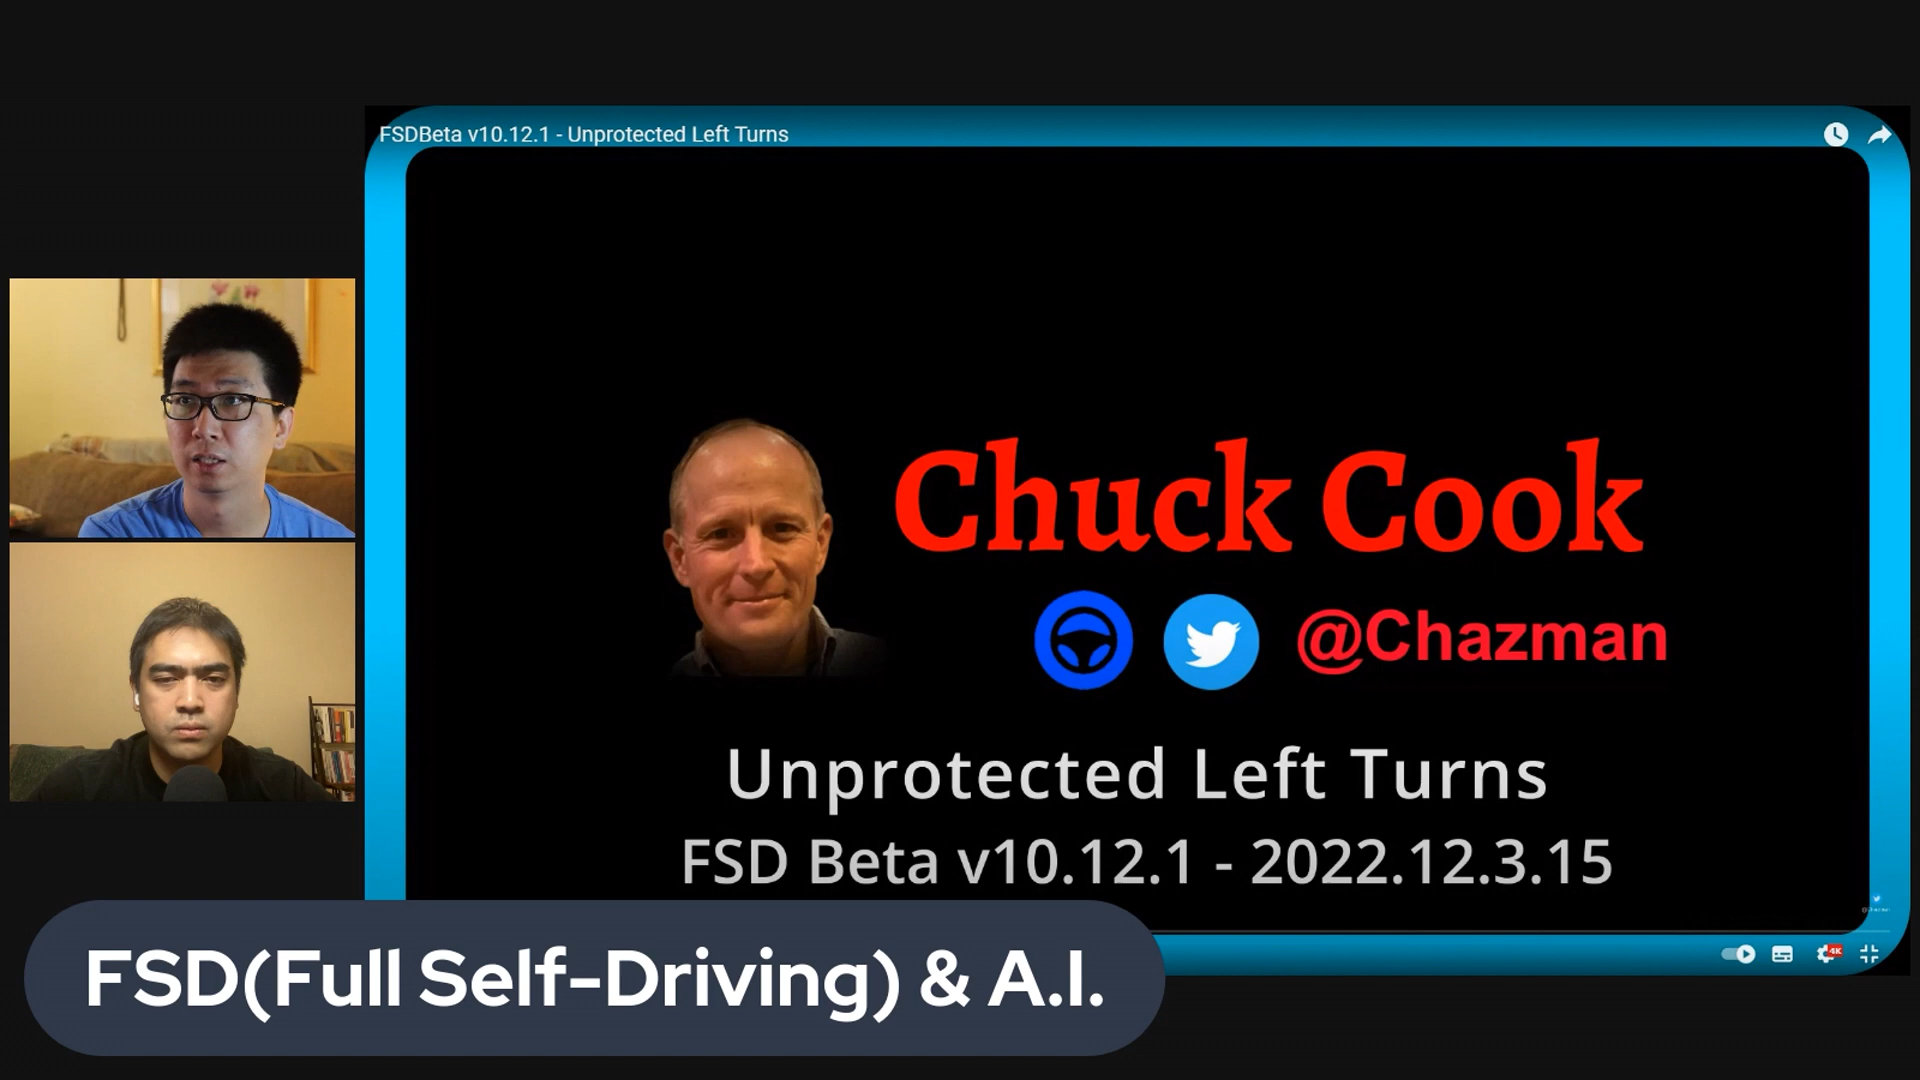 FSDBeta v10.12.1 - Unprotected Left Turns
Chuck Cook
@Chazman
Unprotected Left Turns
FSD Beta v10.12.1 - 2022.12.3.15
4K
FSD(Full Self-Driving) & A.I.